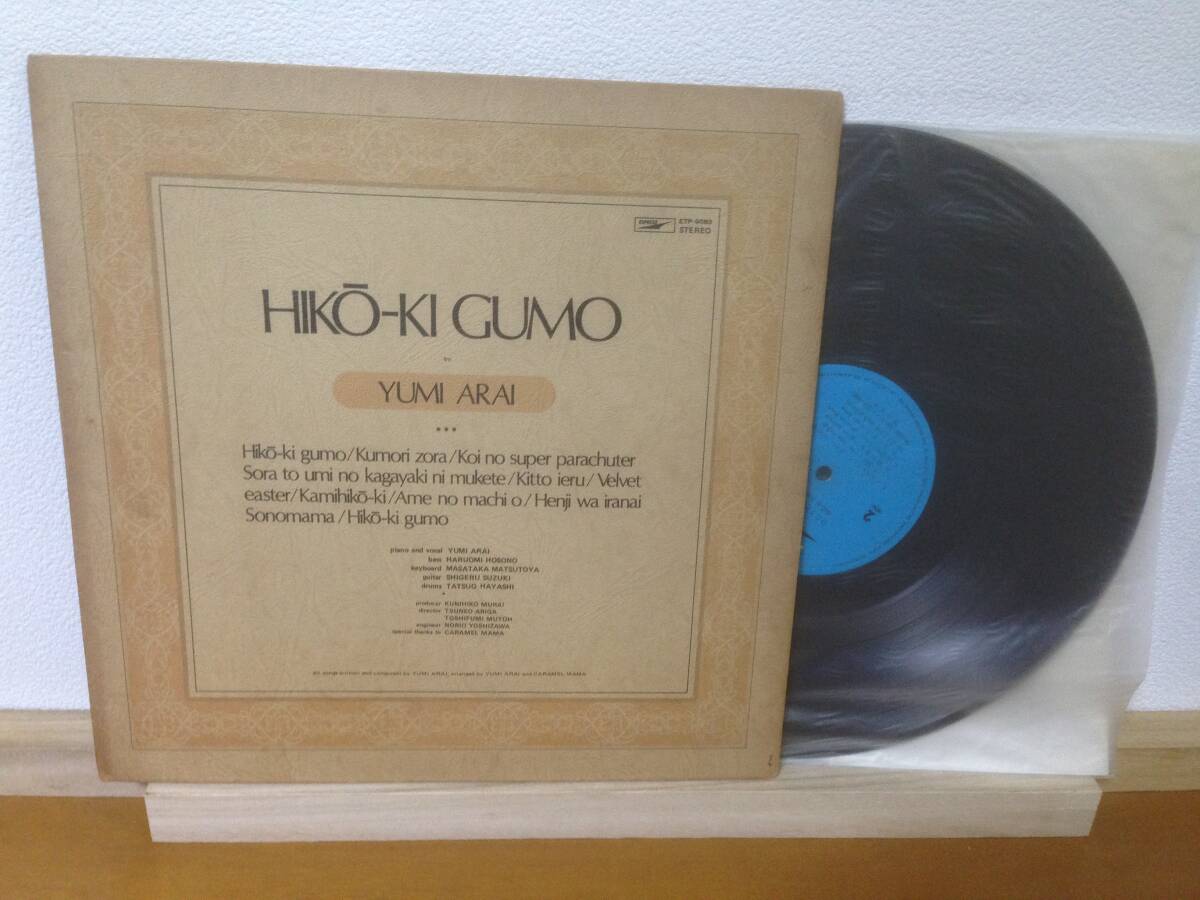 EXPRESS ETP-9083
STEREO
HIKŌ-KI GUMO
by
YUMI ARAI
Hikō-ki gumo/Kumori zora/Koi no super parachuter
Sora to umi no kagayaki ni mukete/Kitto ieru/Velvet
easter/Kamihikō-ki/Ame no machi o/Henji wa iranai
Sonomama/Hikō-ki gumo
piano and vocal YUMI ARAI
bass HARUOMI HOSONO
keyboard MASATAKA MATSUTOYA
guitar SHIGERU SUZUKI
drums TATSUO HAYASHI
producer KUNIHIKO MURAI
director TSUNEO ARIGA
TOSHIFUMI MUTOH
engineer NORIO YOSHIZAWA
special thanks to CARAMEL MAMA
All songs written and composed by YUMI ARAI, arranged by YUMI ARAI and CARAMEL MAMA
2